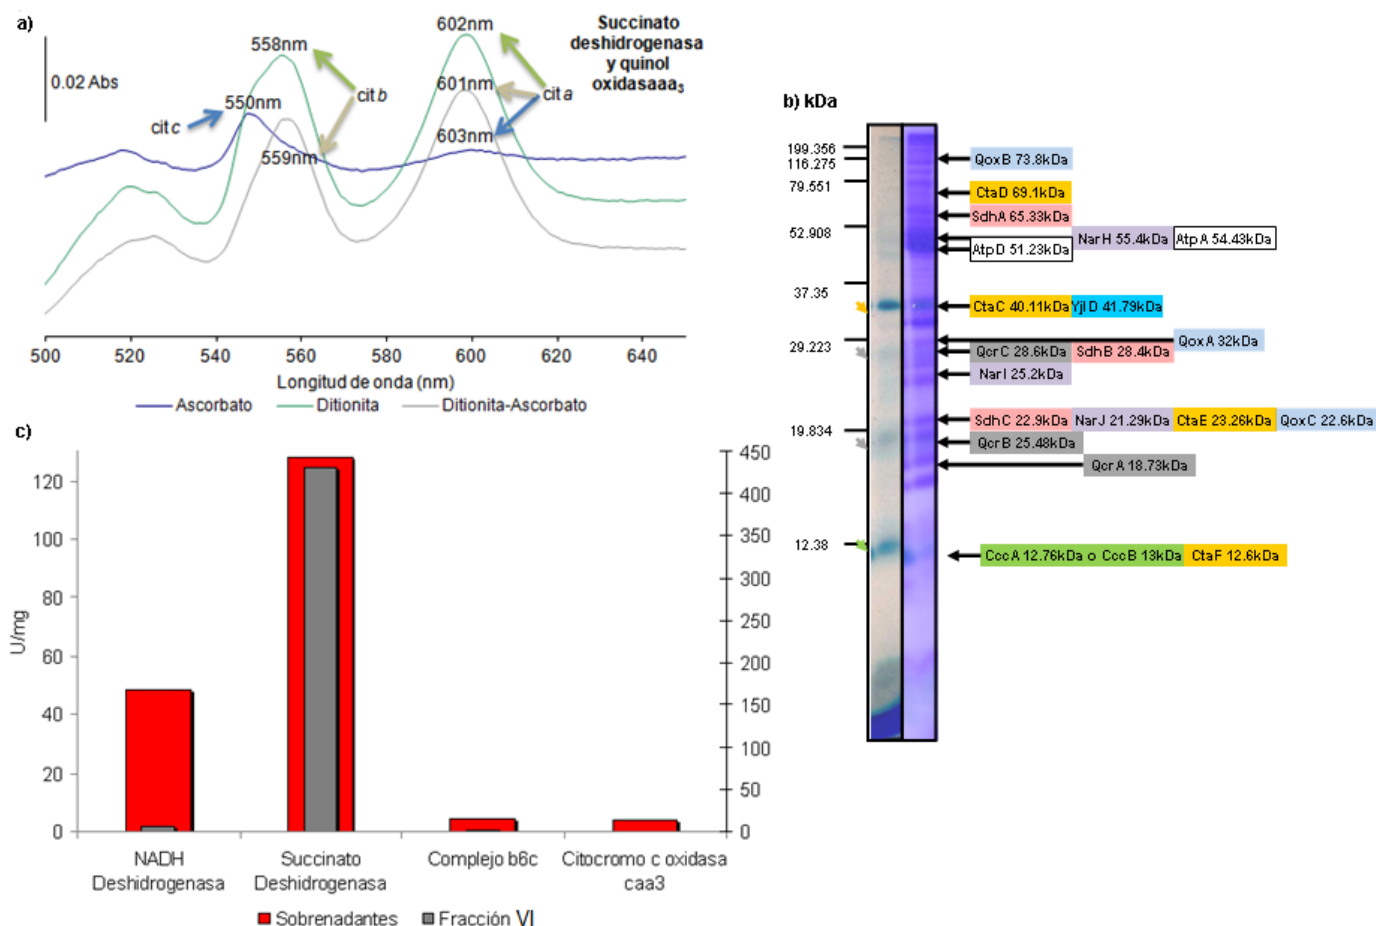 a)
0.02 Abs
558nm
602nm
Succinato
deshidrogenasa
y quinol
oxidasaaa3
550nm
cit b
601nm
cit a
cit c
559nm
603nm
500 520 540 560 580 600 620 640
Longitud de onda (nm)
Ascorbato Ditionita Ditionita-Ascorbato
b) kDa
199.356
116.275
79.551
52.908
37.35
29.223
19.834
12.38
QoxB 73.8kDa
CtaD 69.1kDa
SdhA 65.33kDa
NarH 55.4kDa AtpA 54.43kDa
AtpD 51.23kDa
CtaC 40.11kDa YjlD 41.79kDa
QoxA 32kDa
QcrC 28.6kDa SdhB 28.4kDa
NarI 25.2kDa
SdhC 22.9kDa NarJ 21.29kDa CtaE 23.26kDa QoxC 22.6kDa
QcrB 25.48kDa
QcrA 18.73kDa
CccA 12.76kDa o CccB 13kDa CtaF 12.6kDa
c)
U/mg
120
100
80
60
40
20
0
450
400
350
300
250
200
150
100
50
0
NADH
Deshidrogenasa
Succinato
Deshidrogenasa
Complejo b6c
Citocromo c oxidasa
caa3
Sobrenadantes Fracción VI